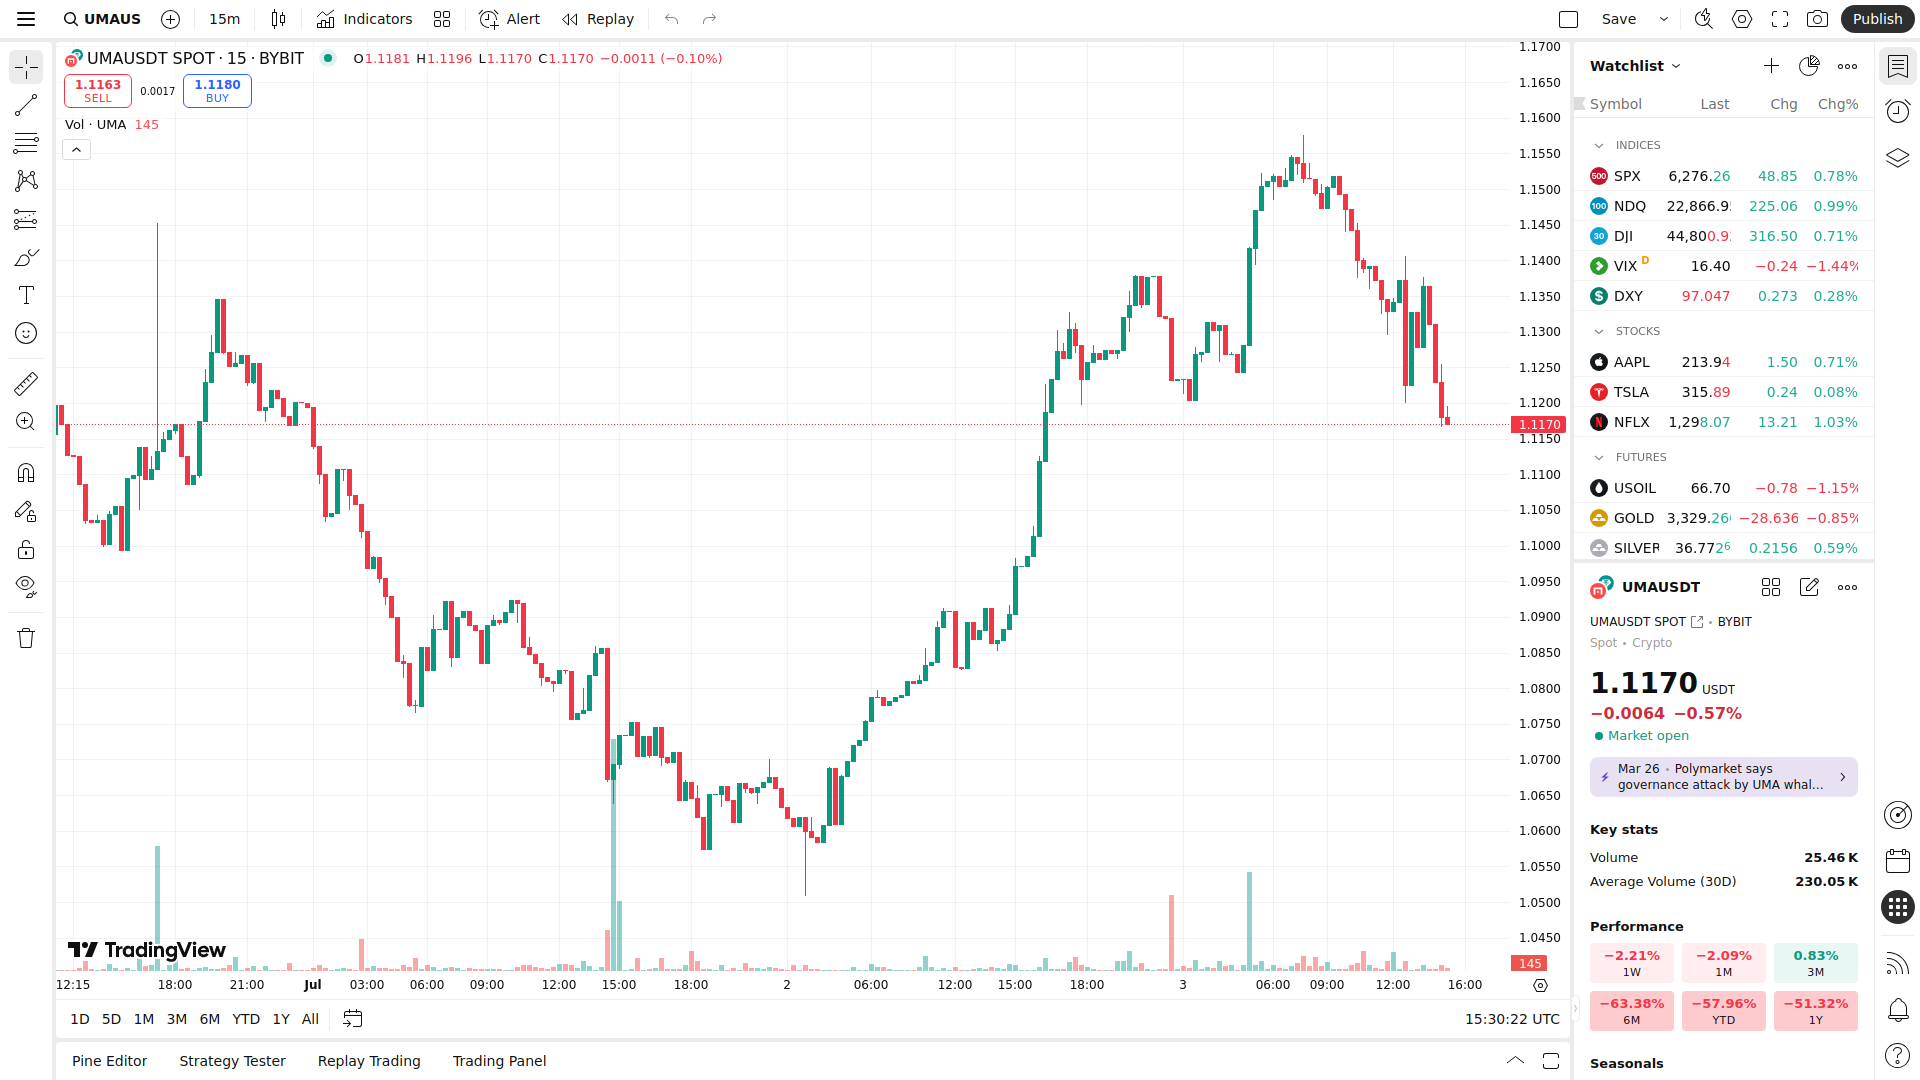 UMAUS
15m
Indicators
Alert
Replay
Save
Publish
UMAUSDT SPOT · 15 · BYBIT
O1.1181 H1.1196 L1.1170 C1.1170 −0.0011 (−0.10%)
1.1163
SELL
0.0017
1.1180
BUY
Vol · UMA 145
1.1700
1.1650
1.1600
1.1550
1.1500
1.1450
1.1400
1.1350
1.1300
1.1250
1.1200
1.1170
1.1150
1.1100
1.1050
1.1000
1.0950
1.0900
1.0850
1.0800
1.0750
1.0700
1.0650
1.0600
1.0550
1.0500
1.0450
145
TradingView
12:15 18:00 21:00 Jul 03:00 06:00 09:00 12:00 15:00 18:00 2 06:00 12:00 15:00 18:00 3 06:00 09:00 12:00 16:00
1D 5D 1M 3M 6M YTD 1Y All
15:30:22 UTC
Pine Editor Strategy Tester Replay Trading Trading Panel
Watchlist
Symbol Last Chg Chg%
INDICES
500 SPX 6,276.26 48.85 0.78%
100 NDQ 22,866.9 225.06 0.99%
30 DJI 44,800.9 316.50 0.71%
VIX D 16.40 −0.24 −1.44%
DXY 97.047 0.273 0.28%
STOCKS
AAPL 213.94 1.50 0.71%
TSLA 315.89 0.24 0.08%
NFLX 1,298.07 13.21 1.03%
FUTURES
USOIL 66.70 −0.78 −1.15%
GOLD 3,329.26 −28.636 −0.85%
SILVER 36.7726 0.2156 0.59%
UMAUSDT
UMAUSDT SPOT • BYBIT
Spot • Crypto
1.1170 USDT
−0.0064 −0.57%
Market open
Mar 26 • Polymarket says
governance attack by UMA whal...
Key stats
Volume 25.46 K
Average Volume (30D) 230.05 K
Performance
−2.21%
1W
−2.09%
1M
0.83%
3M
−63.38%
6M
−57.96%
YTD
−51.32%
1Y
Seasonals